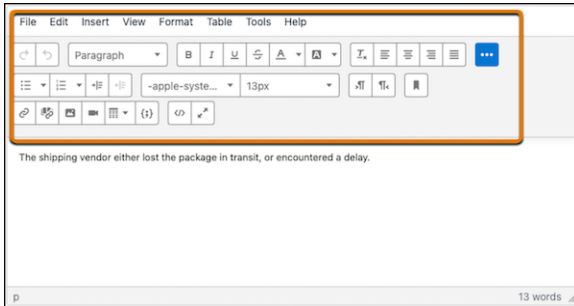 File Edit Insert View Format Table Tools Help
Paragraph B I U S A A Ix
-apple-syste... 13px
{;} </>
The shipping vendor either lost the package in transit, or encountered a delay.
p 13 words